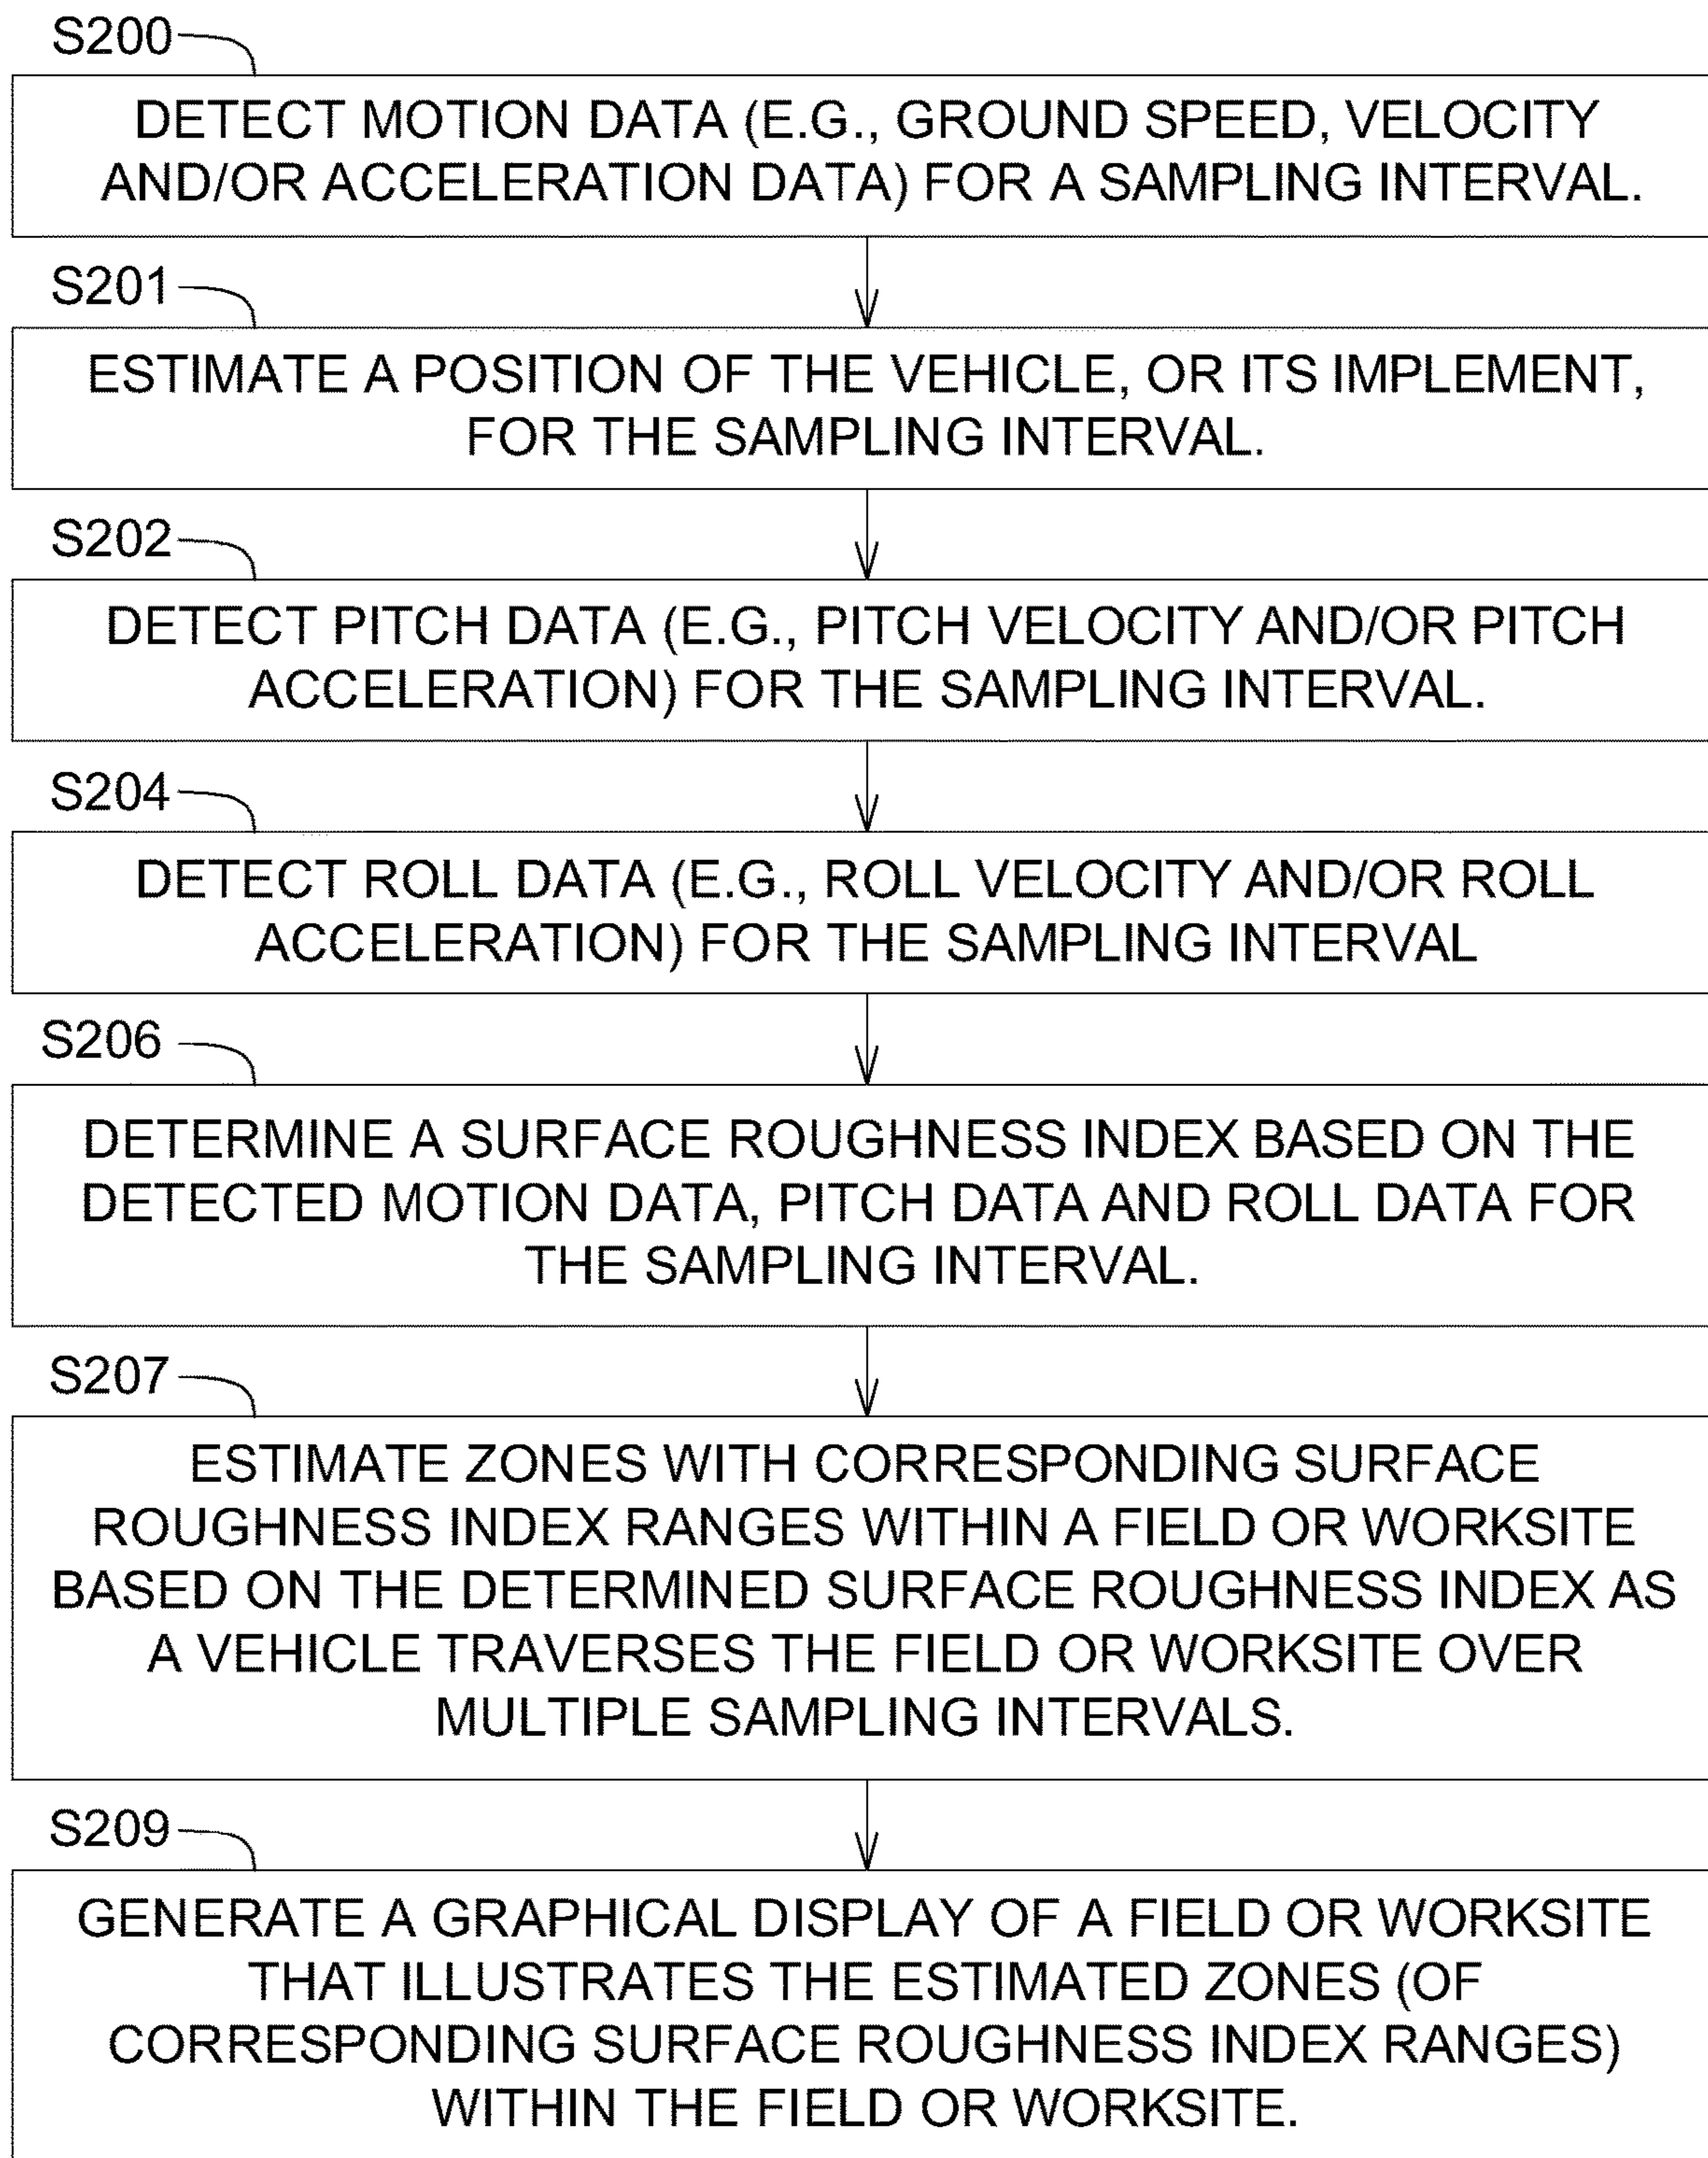 S200
DETECT MOTION DATA (E.G., GROUND SPEED, VELOCITY
AND/OR ACCELERATION DATA) FOR A SAMPLING INTERVAL.
S201
ESTIMATE A POSITION OF THE VEHICLE, OR ITS IMPLEMENT,
FOR THE SAMPLING INTERVAL.
S202
DETECT PITCH DATA (E.G., PITCH VELOCITY AND/OR PITCH
ACCELERATION) FOR THE SAMPLING INTERVAL.
S204
DETECT ROLL DATA (E.G., ROLL VELOCITY AND/OR ROLL
ACCELERATION) FOR THE SAMPLING INTERVAL
S206
DETERMINE A SURFACE ROUGHNESS INDEX BASED ON THE
DETECTED MOTION DATA, PITCH DATA AND ROLL DATA FOR
THE SAMPLING INTERVAL.
S207
ESTIMATE ZONES WITH CORRESPONDING SURFACE
ROUGHNESS INDEX RANGES WITHIN A FIELD OR WORKSITE
BASED ON THE DETERMINED SURFACE ROUGHNESS INDEX AS
A VEHICLE TRAVERSES THE FIELD OR WORKSITE OVER
MULTIPLE SAMPLING INTERVALS.
S209
GENERATE A GRAPHICAL DISPLAY OF A FIELD OR WORKSITE
THAT ILLUSTRATES THE ESTIMATED ZONES (OF
CORRESPONDING SURFACE ROUGHNESS INDEX RANGES)
WITHIN THE FIELD OR WORKSITE.